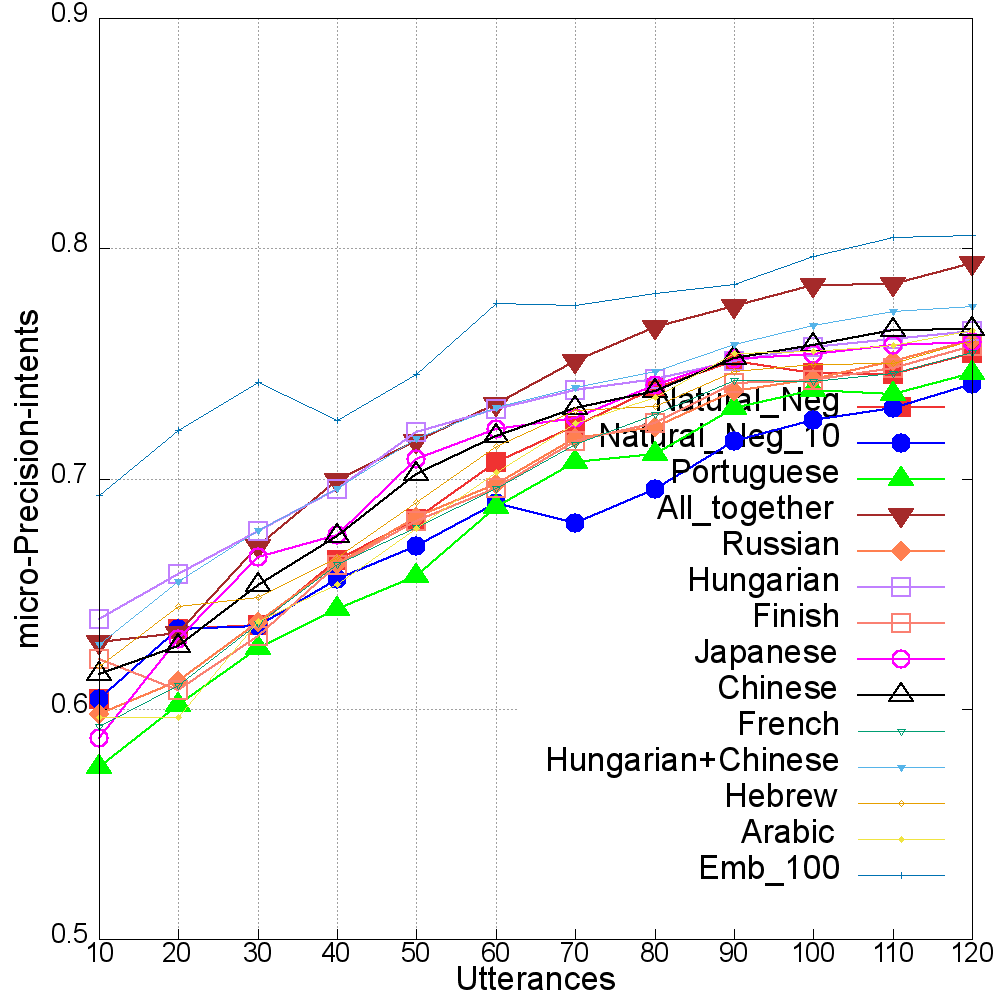 0.9
0.8
0.7
0.6
0.5
micro-Precision-intents
10 20 30 40 50 60 70 80 90 100 110 120
Utterances
Natural_Neg
Natural_Neg_10
Portuguese
All_together
Russian
Hungarian
Finish
Japanese
Chinese
French
Hungarian+Chinese
Hebrew
Arabic
Emb_100